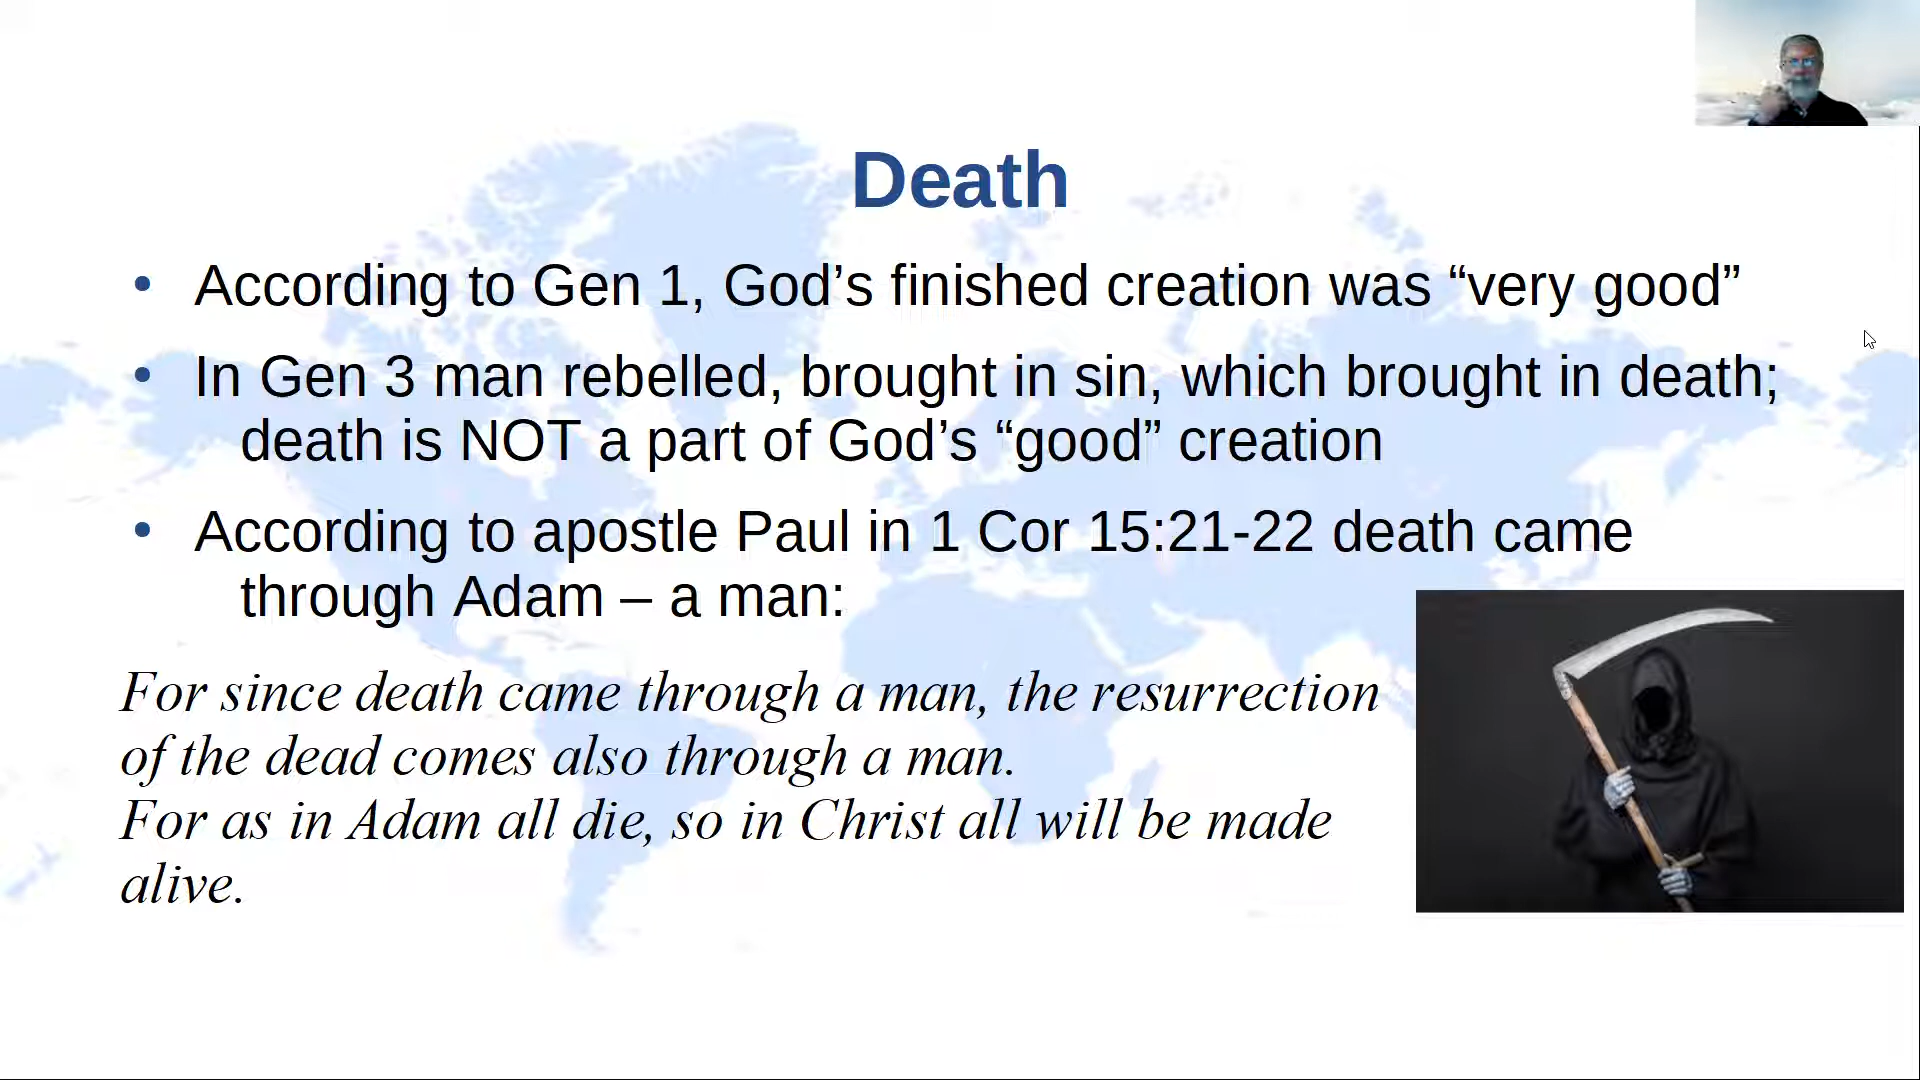 Death
• According to Gen 1, God’s finished creation was “very good”
• In Gen 3 man rebelled, brought in sin, which brought in death;
death is NOT a part of God’s “good” creation
• According to apostle Paul in 1 Cor 15:21-22 death came
through Adam – a man:
For since death came through a man, the resurrection
of the dead comes also through a man.
For as in Adam all die, so in Christ all will be made
alive.